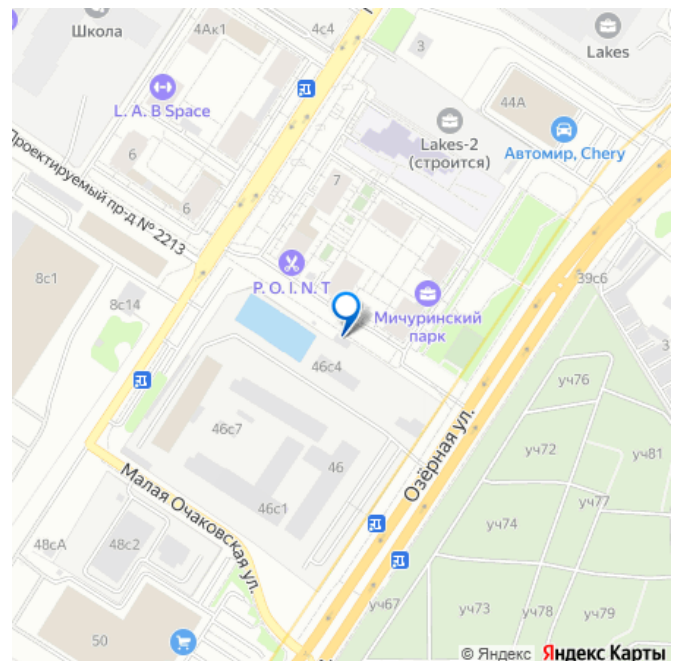 Школа
4Ак1
4с4
3
Lakes
L. A. B Space
44А
Lakes-2
(строится)
Автомир, Chery
Проектируемый пр-д № 2213
6
7
6
8с1
P. O. I. N. T
39с6
8с14
Мичуринский
парк
46с4
уч76
46с7
Озёрная ул.
уч72
уч81
46
Малая Очаковская ул.
46с1
уч77
уч74
48сА
48с2
уч67
уч73
уч78
уч79
50
© Яндекс Яндекс Карты